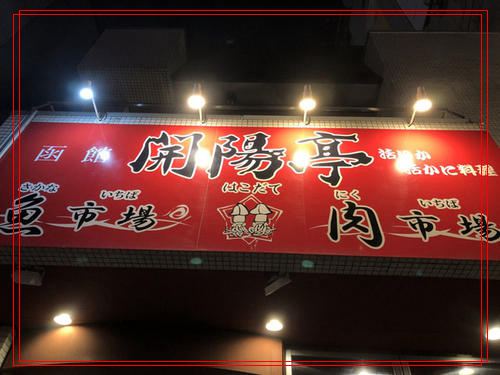 函館 開陽亭
活いか
活かに料理
さかな いちば はこだて にく いちば
魚市場 肉市場